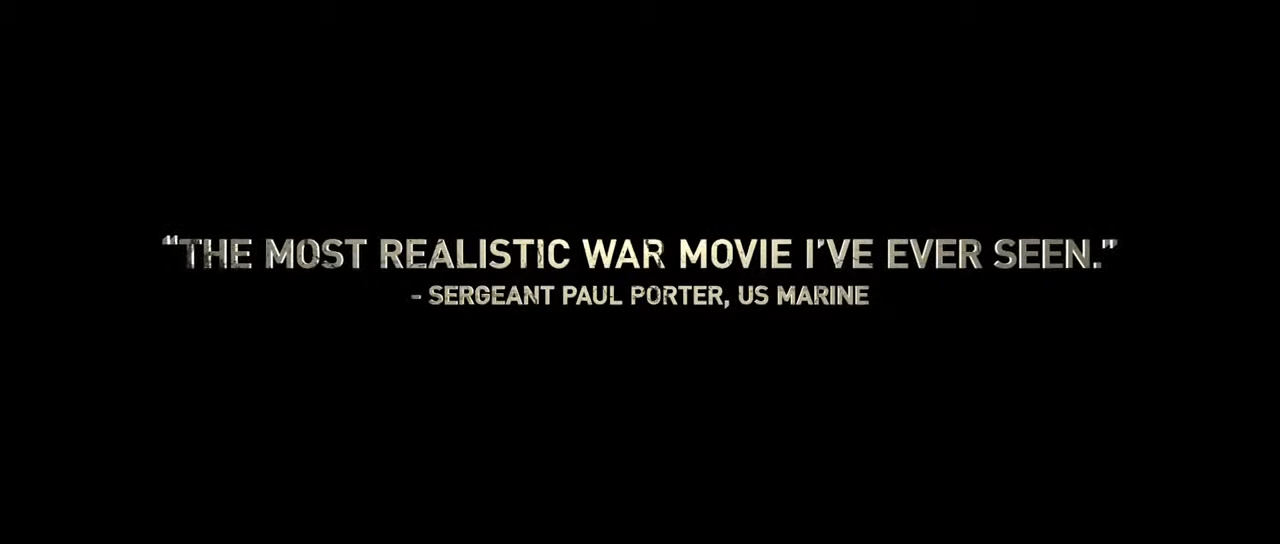 “THE MOST REALISTIC WAR MOVIE I’VE EVER SEEN.”
- SERGEANT PAUL PORTER, US MARINE